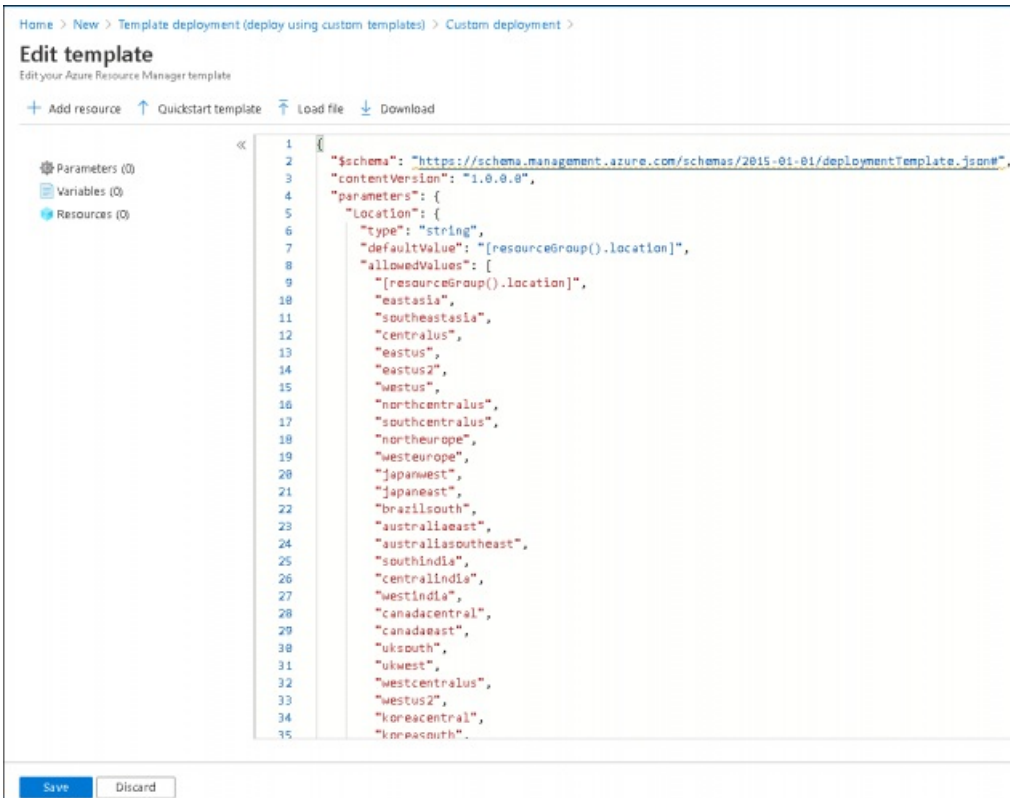 Home > New > Template deployment (deploy using custom templates) > Custom deployment >
Edit template
Edit your Azure Resource Manager template
Add resource Quickstart template Load file Download
Parameters (0)
Variables (0)
Resources (0)
1 {
2 "$schema": "https://schema.management.azure.com/schemas/2015-01-01/deploymentTemplate.json#",
3 "contentVersion": "1.0.0.0",
4 "parameters": {
5 "Location": {
6 "type": "string",
7 "defaultValue": "[resourceGroup().location]",
8 "allowedValues": [
9 "[resourceGroup().location]",
10 "eastasia",
11 "southeastasia",
12 "centralus",
13 "eastus",
14 "eastus2",
15 "westus",
16 "northcentralus",
17 "southcentralus",
18 "northeurope",
19 "westeurope",
20 "japanwest",
21 "japaneast",
22 "brazilsouth",
23 "australiaeast",
24 "australiasoutheast",
25 "southindia",
26 "centralindia",
27 "westindia",
28 "canadacentral",
29 "canadaeast",
30 "uksouth",
31 "ukwest",
32 "westcentralus",
33 "westus2",
34 "koreacentral",
35 "koreasouth",
Save Discard